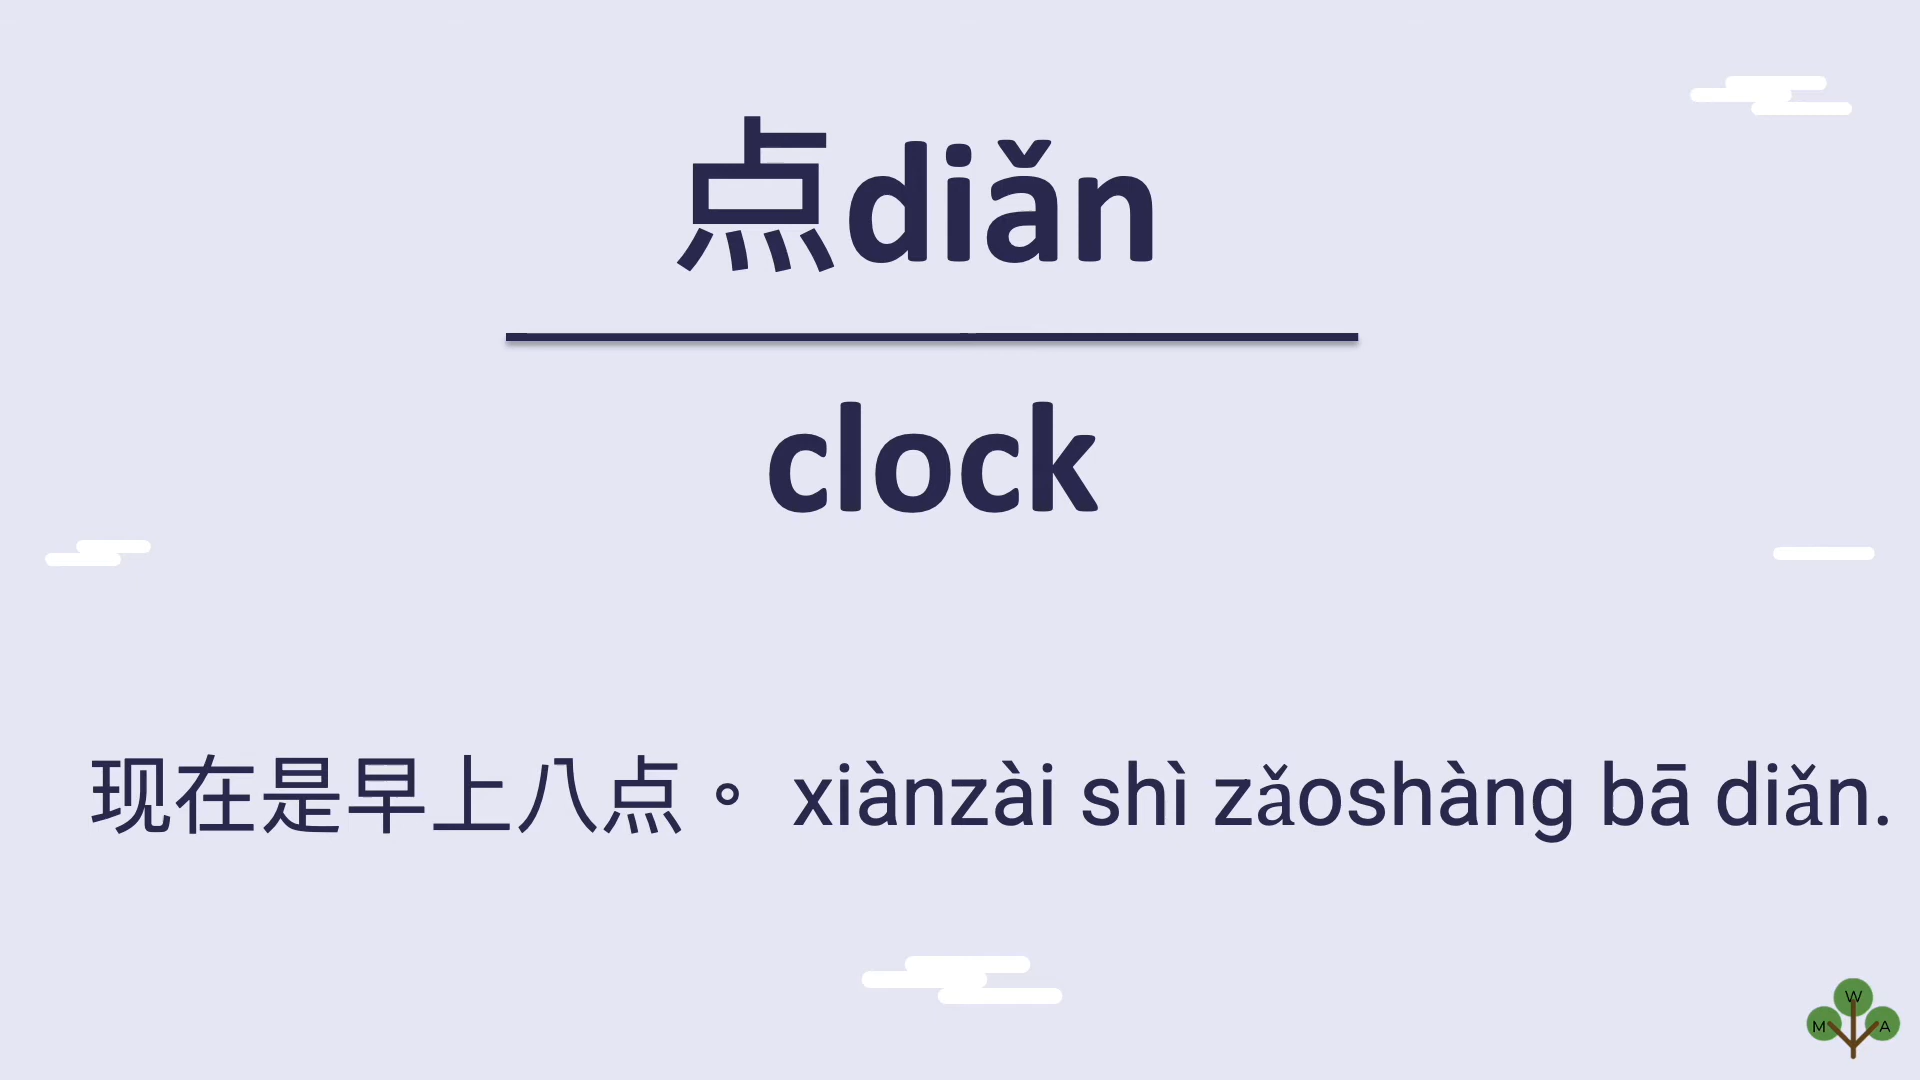 点diǎn
clock
现在是早上八点。 xiànzài shì zǎoshàng bā diǎn.
W
M A